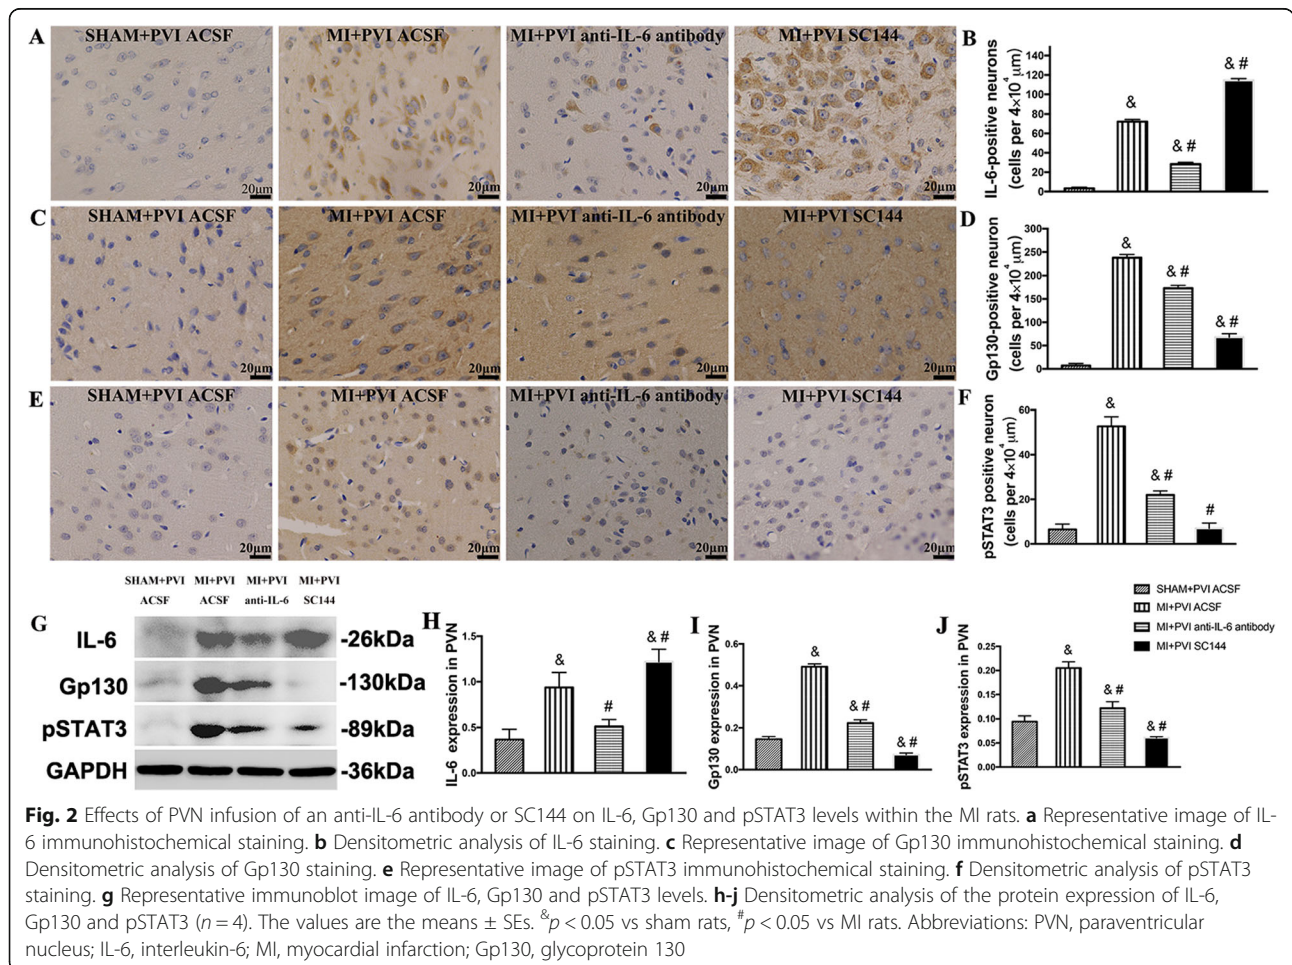 A
SHAM+PVI ACSF
MI+PVI ACSF
MI+PVI anti-IL-6 antibody
MI+PVI SC144
20μm
20μm
20μm
20μm
B
IL-6-positive neurons
(cells per 4×10⁴ μm)
140
120
100
80
60
40
20
0
&
& #
& #
C
SHAM+PVI ACSF
MI+PVI ACSF
MI+PVI anti-IL-6 antibody
MI+PVI SC144
20μm
20μm
20μm
20μm
D
Gp130-positive neuron
(cells per 4×10⁴ μm)
300
250
200
150
100
50
0
&
& #
& #
E
SHAM+PVI ACSF
MI+PVI ACSF
MI+PVI anti-IL-6 antibody
MI+PVI SC144
20μm
20μm
20μm
20μm
F
pSTAT3 positive neuron
(cells per 4×10⁴ μm)
60
40
20
0
&
& #
#
SHAM+PVI ACSF
MI+PVI ACSF
MI+PVI anti-IL-6 antibody
MI+PVI SC144
G
SHAM+PVI MI+PVI MI+PVI MI+PVI
ACSF ACSF anti-IL-6 SC144
IL-6 -26kDa
Gp130 -130kDa
pSTAT3 -89kDa
GAPDH -36kDa
H
IL-6 expression in PVN
1.5
1.0
0.5
0.0
&
#
& #
I
Gp130 expression in PVN
0.6
0.4
0.2
0.0
&
& #
& #
J
pSTAT3 expression in PVN
0.25
0.20
0.15
0.10
0.05
0.00
&
& #
& #
Fig. 2 Effects of PVN infusion of an anti-IL-6 antibody or SC144 on IL-6, Gp130 and pSTAT3 levels within the MI rats. a Representative image of IL-
6 immunohistochemical staining. b Densitometric analysis of IL-6 staining. c Representative image of Gp130 immunohistochemical staining. d
Densitometric analysis of Gp130 staining. e Representative image of pSTAT3 immunohistochemical staining. f Densitometric analysis of pSTAT3
staining. g Representative immunoblot image of IL-6, Gp130 and pSTAT3 levels. h-j Densitometric analysis of the protein expression of IL-6,
Gp130 and pSTAT3 (n = 4). The values are the means ± SEs. &p < 0.05 vs sham rats, #p < 0.05 vs MI rats. Abbreviations: PVN, paraventricular
nucleus; IL-6, interleukin-6; MI, myocardial infarction; Gp130, glycoprotein 130